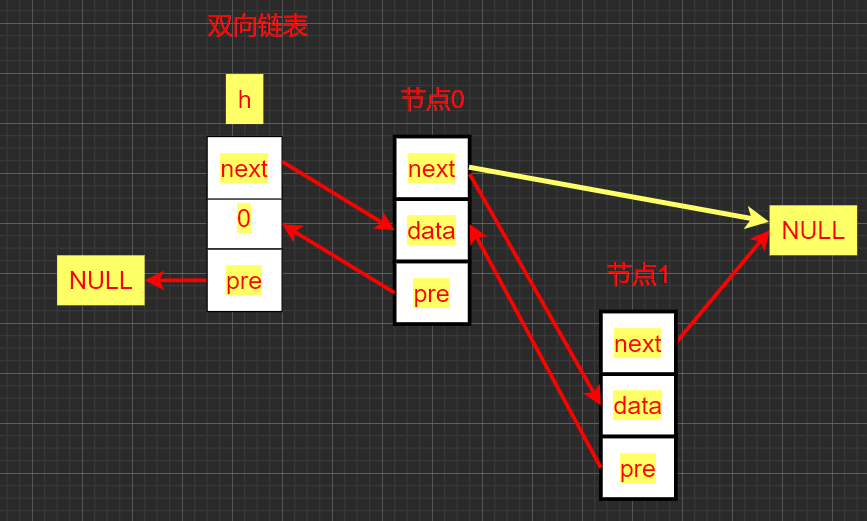 双向链表
h
节点0
next
0
pre
NULL
next
data
pre
NULL
节点1
next
data
pre